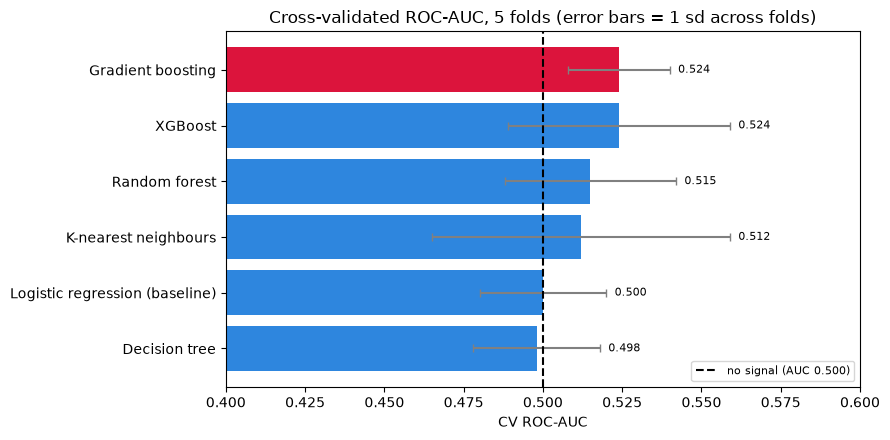 Cross-validated ROC-AUC, 5 folds (error bars = 1 sd across folds)
Gradient boosting
0.524
XGBoost
0.524
Random forest
0.515
K-nearest neighbours
0.512
Logistic regression (baseline)
0.500
Decision tree
0.498
no signal (AUC 0.500)
0.400 0.425 0.450 0.475 0.500 0.525 0.550 0.575 0.600
CV ROC-AUC